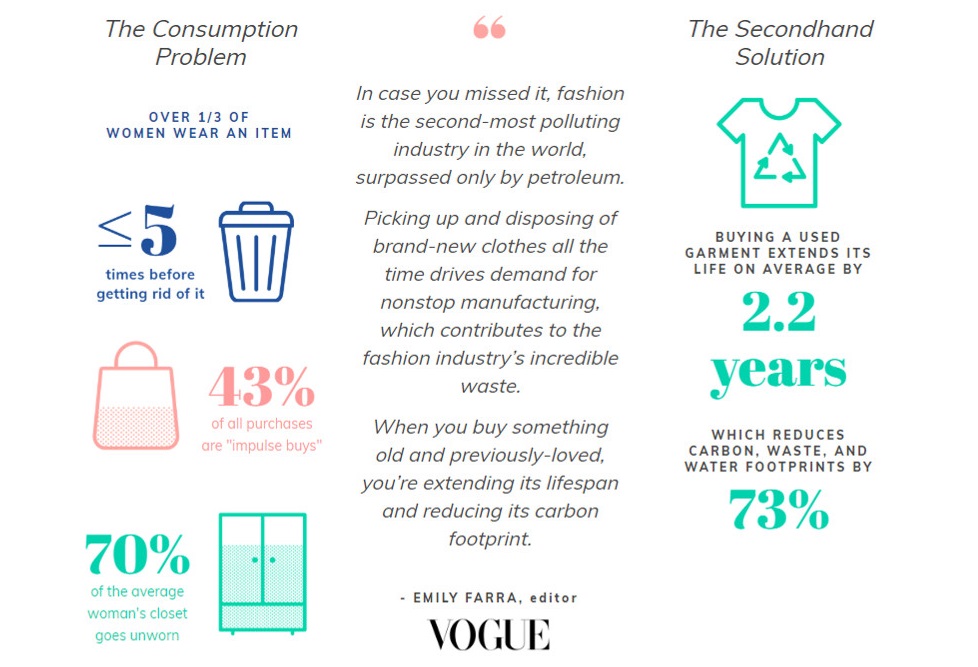 The Consumption
Problem
OVER 1/3 OF
WOMEN WEAR AN ITEM
≤5
times before
getting rid of it
43%
of all purchases
are "impulse buys"
70%
of the average
woman's closet
goes unworn
“
In case you missed it, fashion
is the second-most polluting
industry in the world,
surpassed only by petroleum.
Picking up and disposing of
brand-new clothes all the
time drives demand for
nonstop manufacturing,
which contributes to the
fashion industry’s incredible
waste.
When you buy something
old and previously-loved,
you’re extending its lifespan
and reducing its carbon
footprint.
- EMILY FARRA, editor
VOGUE
The Secondhand
Solution
BUYING A USED
GARMENT EXTENDS ITS
LIFE ON AVERAGE BY
2.2
years
WHICH REDUCES
CARBON, WASTE, AND
WATER FOOTPRINTS BY
73%